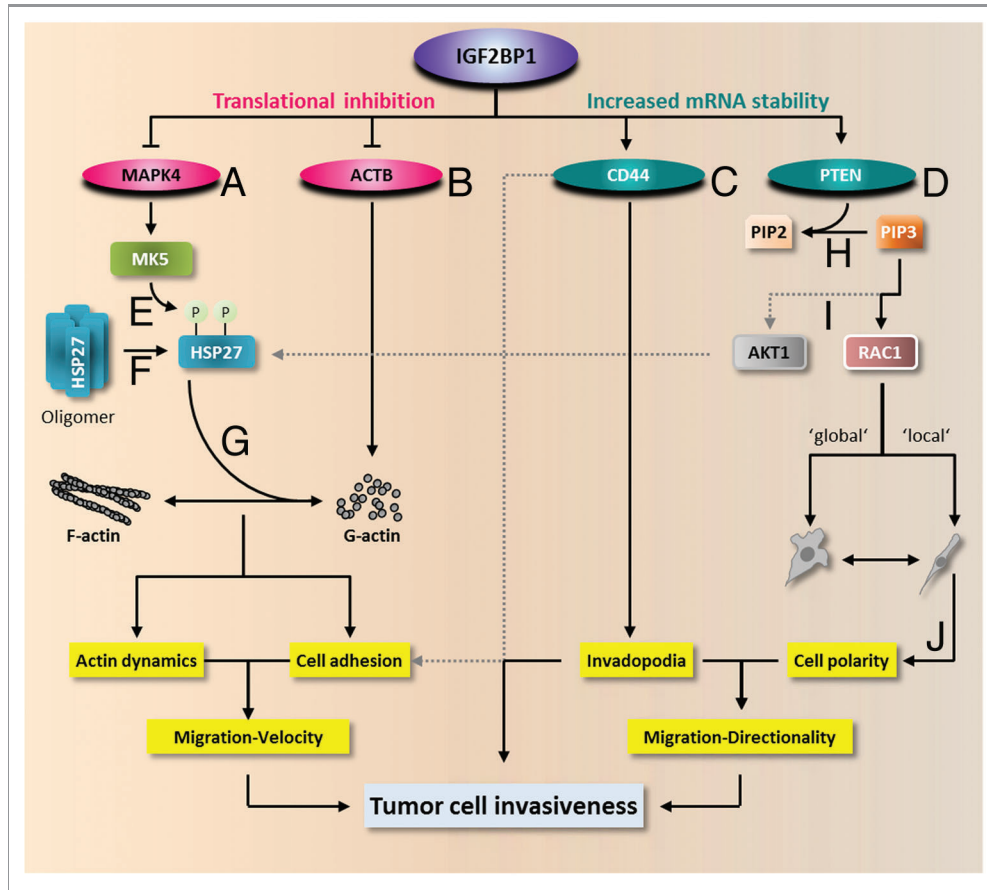 IGF2BP1
Translational inhibition
Increased mRNA stability
MAPK4
A
ACTB
B
CD44
C
PTEN
D
PIP2
PIP3
H
MK5
E
P
P
I
HSP27
F
HSP27
AKT1
RAC1
Oligomer
G
‘global‘
‘local‘
F-actin
G-actin
J
Actin dynamics
Cell adhesion
Invadopodia
Cell polarity
Migration-Velocity
Migration-Directionality
Tumor cell invasiveness